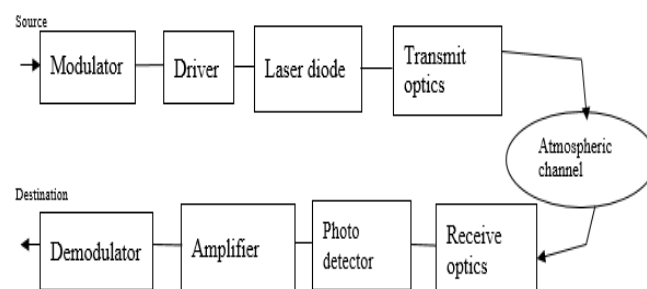 Source
Modulator
Driver
Laser diode
Transmit
optics
Atmospheric
channel
Destination
Demodulator
Amplifier
Photo
detector
Receive
optics